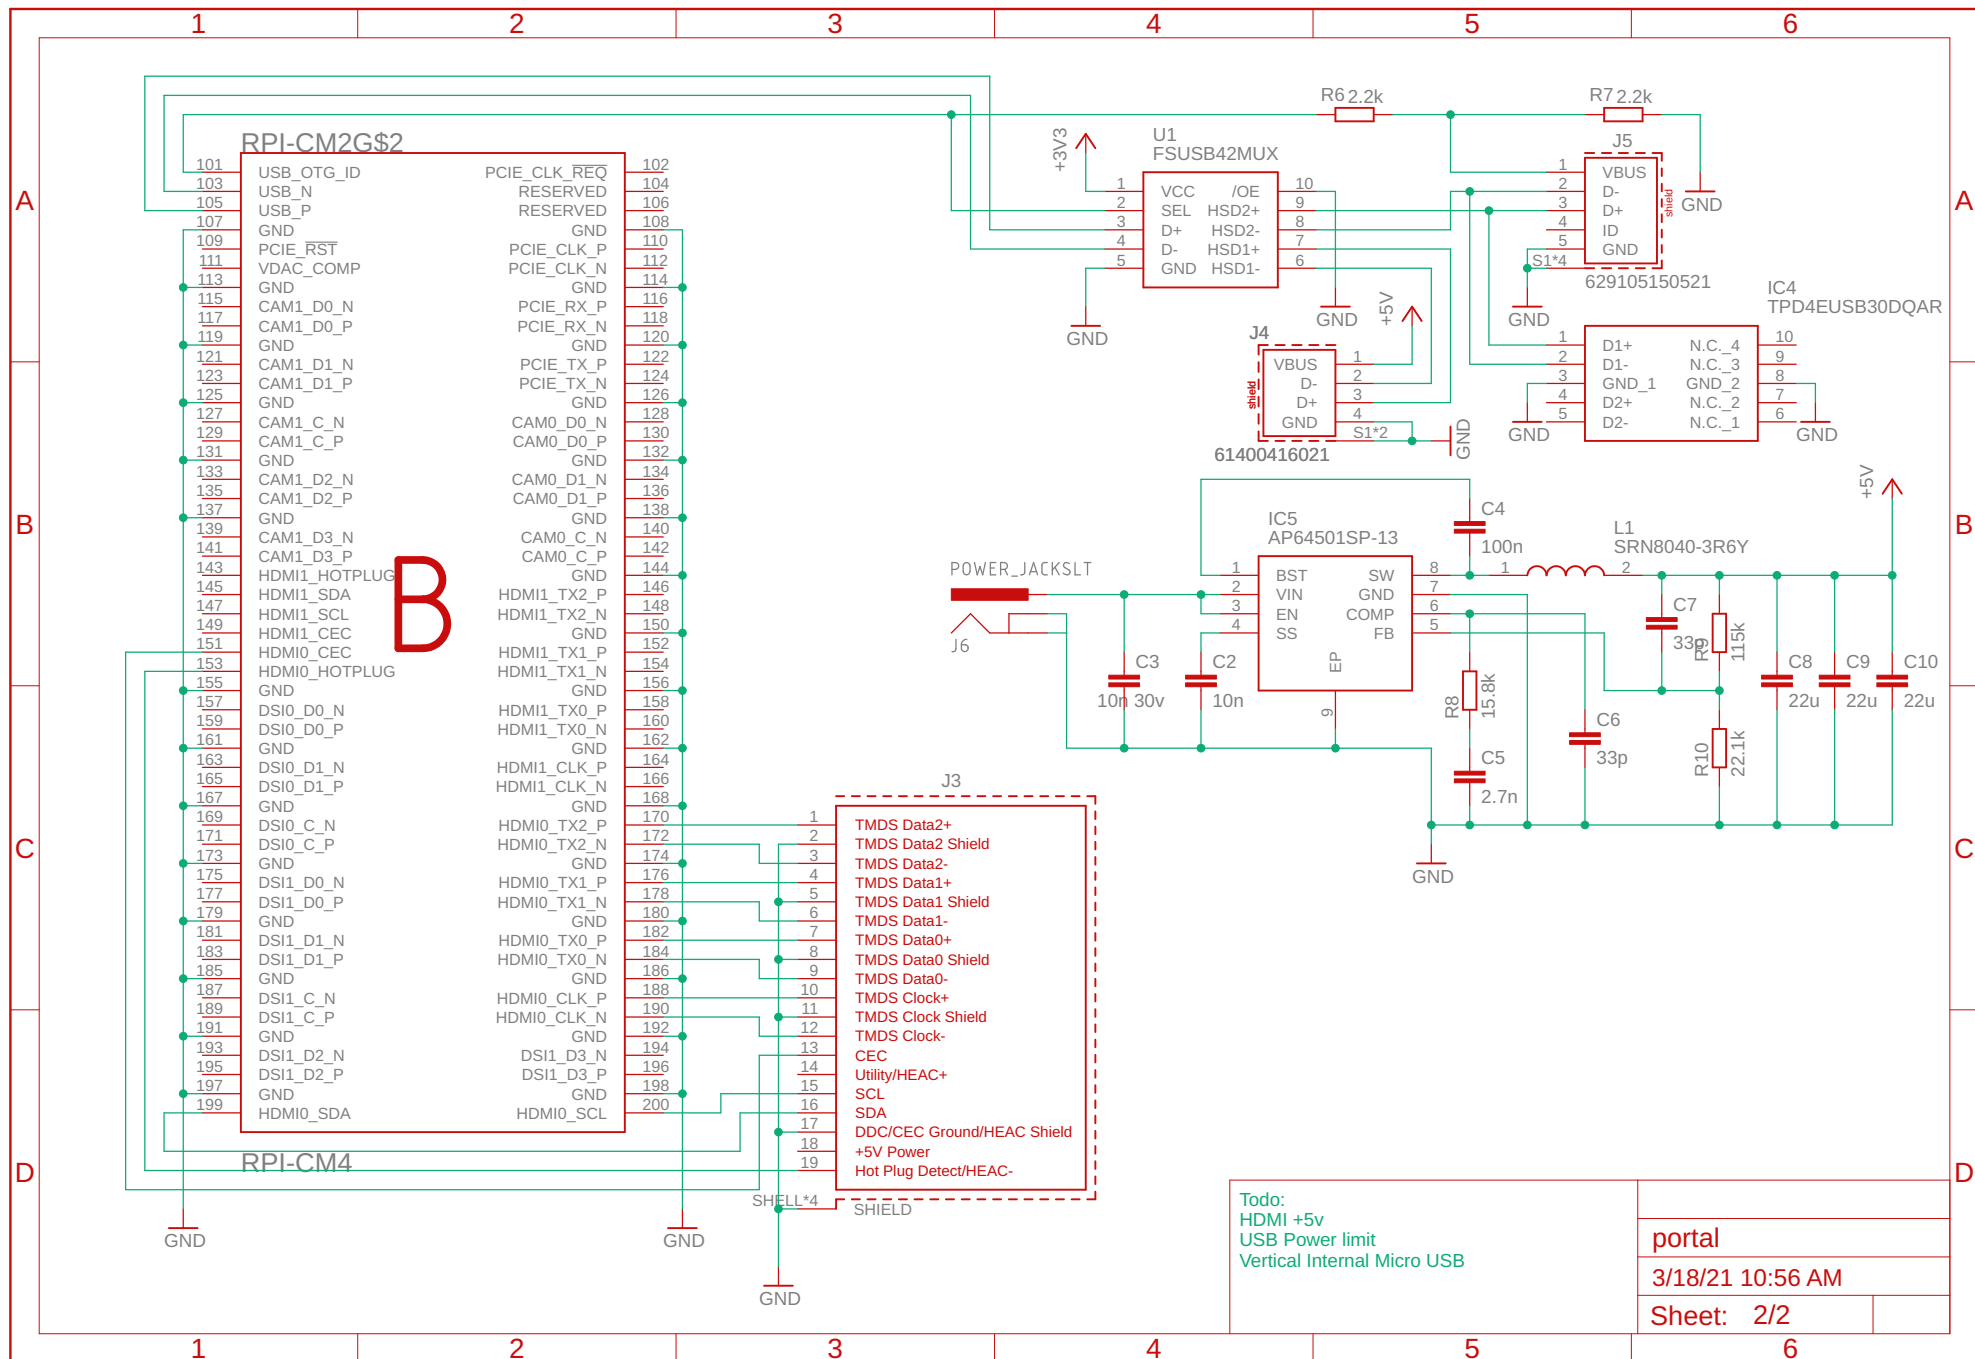 1 2 3 4 5 6
A
B
C
D
A
B
C
D
1 2 3 4 5 6
RPI-CM2G$2
101 USB_OTG_ID PCIE_CLK_REQ 102
103 USB_N RESERVED 104
105 USB_P RESERVED 106
107 GND GND 108
109 PCIE_RST PCIE_CLK_P 110
111 VDAC_COMP PCIE_CLK_N 112
113 GND GND 114
115 CAM1_D0_N PCIE_RX_P 116
117 CAM1_D0_P PCIE_RX_N 118
119 GND GND 120
121 CAM1_D1_N PCIE_TX_P 122
123 CAM1_D1_P PCIE_TX_N 124
125 GND GND 126
127 CAM1_C_N CAM0_D0_N 128
129 CAM1_C_P CAM0_D0_P 130
131 GND GND 132
133 CAM1_D2_N CAM0_D1_N 134
135 CAM1_D2_P CAM0_D1_P 136
137 GND GND 138
139 CAM1_D3_N CAM0_C_N 140
141 CAM1_D3_P CAM0_C_P 142
143 HDMI1_HOTPLUG GND 144
145 HDMI1_SDA HDMI1_TX2_P 146
147 HDMI1_SCL HDMI1_TX2_N 148
149 HDMI1_CEC GND 150
151 HDMI0_CEC HDMI1_TX1_P 152
153 HDMI0_HOTPLUG HDMI1_TX1_N 154
155 GND GND 156
157 DSI0_D0_N HDMI1_TX0_P 158
159 DSI0_D0_P HDMI1_TX0_N 160
161 GND GND 162
163 DSI0_D1_N HDMI1_CLK_P 164
165 DSI0_D1_P HDMI1_CLK_N 166
167 GND GND 168
169 DSI0_C_N HDMI0_TX2_P 170
171 DSI0_C_P HDMI0_TX2_N 172
173 GND GND 174
175 DSI1_D0_N HDMI0_TX1_P 176
177 DSI1_D0_P HDMI0_TX1_N 178
179 GND GND 180
181 DSI1_D1_N HDMI0_TX0_P 182
183 DSI1_D1_P HDMI0_TX0_N 184
185 GND GND 186
187 DSI1_C_N HDMI0_CLK_P 188
189 DSI1_C_P HDMI0_CLK_N 190
191 GND GND 192
193 DSI1_D2_N DSI1_D3_N 194
195 DSI1_D2_P DSI1_D3_P 196
197 GND GND 198
199 HDMI0_SDA HDMI0_SCL 200
B
RPI-CM4
GND
GND
J3
1 TMDS Data2+
2 TMDS Data2 Shield
3 TMDS Data2-
4 TMDS Data1+
5 TMDS Data1 Shield
6 TMDS Data1-
7 TMDS Data0+
8 TMDS Data0 Shield
9 TMDS Data0-
10 TMDS Clock+
11 TMDS Clock Shield
12 TMDS Clock-
13 CEC
14 Utility/HEAC+
15 SCL
16 SDA
17 DDC/CEC Ground/HEAC Shield
18 +5V Power
19 Hot Plug Detect/HEAC-
SHELL*4 SHIELD
GND
+3V3
U1
FSUSB42MUX
1 VCC /OE 10
2 SEL HSD2+ 9
3 D+ HSD2- 8
4 D- HSD1+ 7
5 GND HSD1- 6
GND
GND
R6 2.2k
R7 2.2k
J5
1 VBUS
2 D-
3 D+
4 ID
5 GND
S1*4
shield
629105150521
GND
GND
+5V
J4
VBUS 1
D- 2
D+ 3
GND 4
S1*2
shield
61400416021
GND
IC4
TPD4EUSB30DQAR
1 D1+ N.C._4 10
2 D1- N.C._3 9
3 GND_1 GND_2 8
4 D2+ N.C._2 7
5 D2- N.C._1 6
GND
GND
POWER_JACKSLT
J6
IC5
AP64501SP-13
1 BST SW 8
2 VIN GND 7
3 EN COMP 6
4 SS FB 5
EP
9
C4
100n
L1
SRN8040-3R6Y
1 2
+5V
C3
10n 30v
C2
10n
R8
15.8k
C5
2.7n
C6
33p
C7
33p
R9
115k
R10
22.1k
C8
22u
C9
22u
C10
22u
GND
Todo:
HDMI +5v
USB Power limit
Vertical Internal Micro USB
portal
3/18/21 10:56 AM
Sheet: 2/2